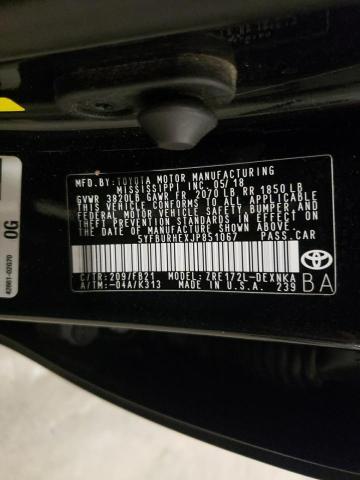 MFD.BY:TOYOTA MOTOR MANUFACTURING
MISSISSIPPI, INC. 05/18
GVWR 3820LB GAWR FR 2070 LB RR 1850 LB
THIS VEHICLE CONFORMS TO ALL APPLICABLE
FEDERAL MOTOR VEHICLE SAFETY, BUMPER,
AND THEFT PREVENTION STANDARDS IN EFFECT
ON THE DATE OF MANUFACTURE SHOWN ABOVE.
5YFBURHEXJP851067 PASS.CAR
C/TR:209/FB21 MODEL: ZRE172L-DEXNKA
A/TM:-04A/K313 MADE IN U.S.A. 239
BA
0G
42661-02G70